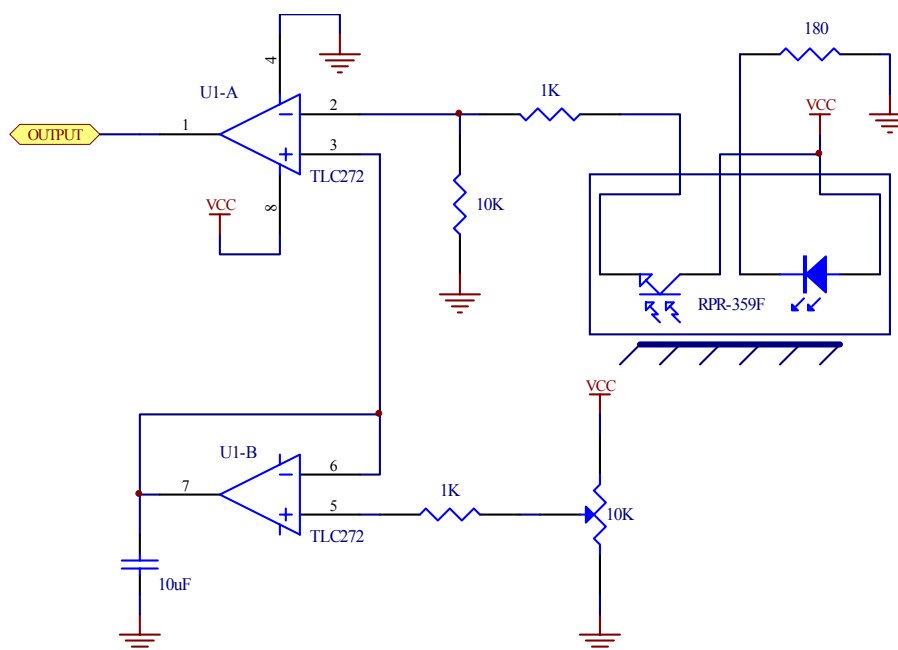 180
4
U1-A
1K
VCC
2
OUTPUT
1
3
TLC272
VCC
8
10K
RPR-359F
VCC
U1-B
6
7
1K
5
10K
TLC272
10uF